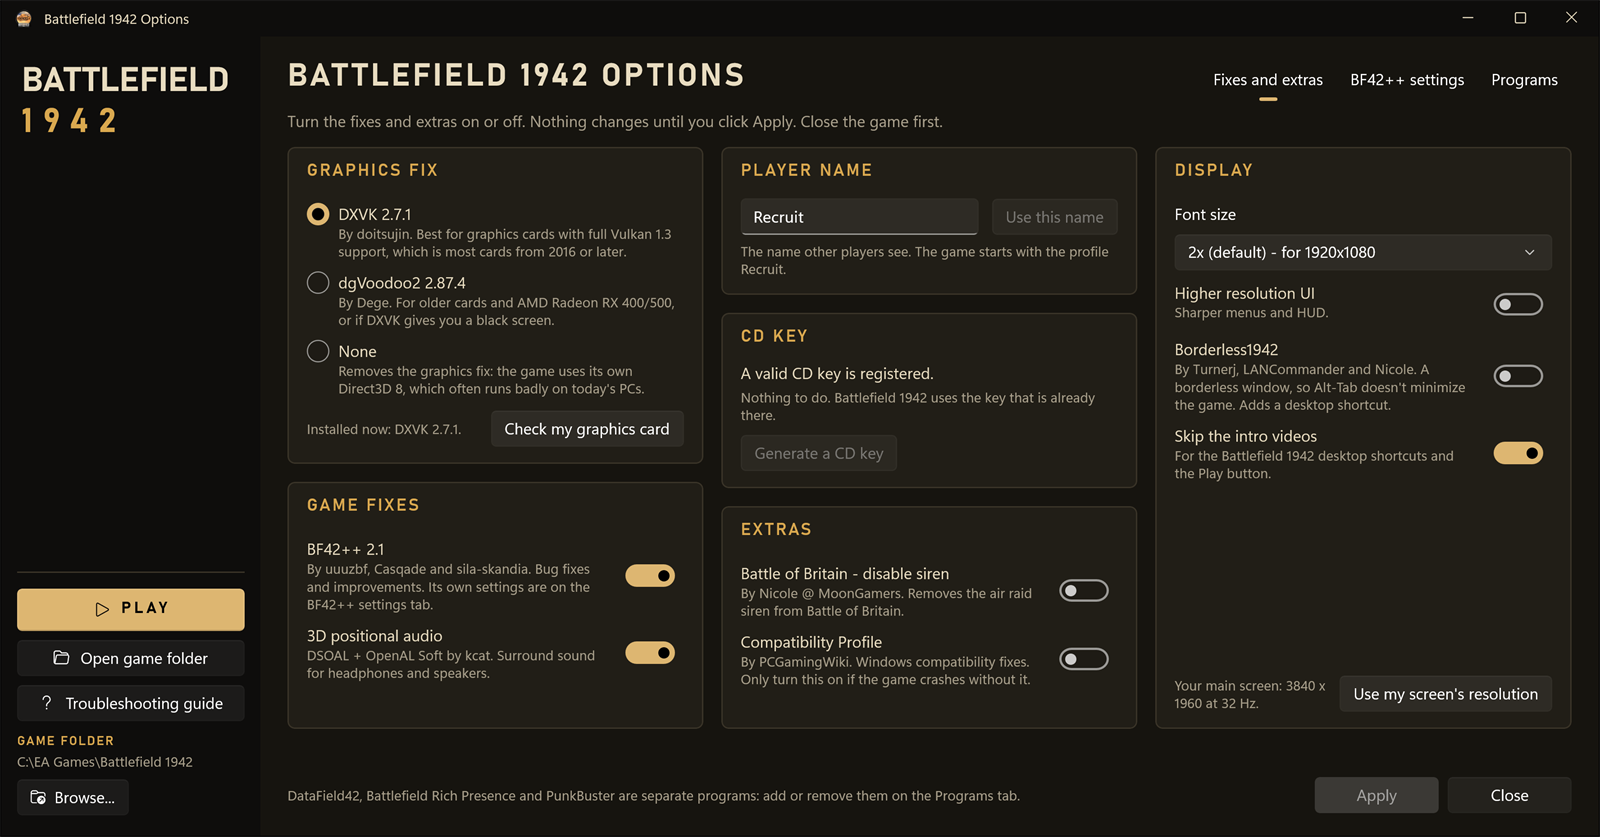 Battlefield 1942 Options
BATTLEFIELD
1942
BATTLEFIELD 1942 OPTIONS
Fixes and extras
BF42++ settings
Programs
Turn the fixes and extras on or off. Nothing changes until you click Apply. Close the game first.
GRAPHICS FIX
DXVK 2.7.1
By doitsujin. Best for graphics cards with full Vulkan 1.3
support, which is most cards from 2016 or later.
dgVoodoo2 2.87.4
By Dege. For older cards and AMD Radeon RX 400/500,
or if DXVK gives you a black screen.
None
Removes the graphics fix: the game uses its own
Direct3D 8, which often runs badly on today's PCs.
Installed now: DXVK 2.7.1.
Check my graphics card
GAME FIXES
BF42++ 2.1
By uuuzbf, Casqade and sila-skandia. Bug fixes
and improvements. Its own settings are on the
BF42++ settings tab.
3D positional audio
DSOAL + OpenAL Soft by kcat. Surround sound
for headphones and speakers.
PLAYER NAME
Recruit
Use this name
The name other players see. The game starts with the profile
Recruit.
CD KEY
A valid CD key is registered.
Nothing to do. Battlefield 1942 uses the key that is already
there.
Generate a CD key
EXTRAS
Battle of Britain - disable siren
By Nicole @ MoonGamers. Removes the air raid
siren from Battle of Britain.
Compatibility Profile
By PCGamingWiki. Windows compatibility fixes.
Only turn this on if the game crashes without it.
DISPLAY
Font size
2x (default) - for 1920x1080
Higher resolution UI
Sharper menus and HUD.
Borderless1942
By Turnerj, LANCommander and Nicole. A
borderless window, so Alt-Tab doesn't minimize
the game. Adds a desktop shortcut.
Skip the intro videos
For the Battlefield 1942 desktop shortcuts and
the Play button.
Your main screen: 3840 x
1960 at 32 Hz.
Use my screen's resolution
PLAY
Open game folder
? Troubleshooting guide
GAME FOLDER
C:\EA Games\Battlefield 1942
Browse...
DataField42, Battlefield Rich Presence and PunkBuster are separate programs: add or remove them on the Programs tab.
Apply
Close